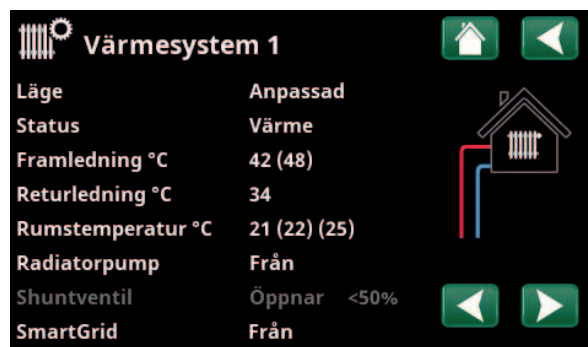 Värmesystem 1
Läge Anpassad
Status Värme
Framledning °C 42 (48)
Returledning °C 34
Rumstemperatur °C 21 (22) (25)
Radiatorpump Från
Shuntventil Öppnar <50%
SmartGrid Från